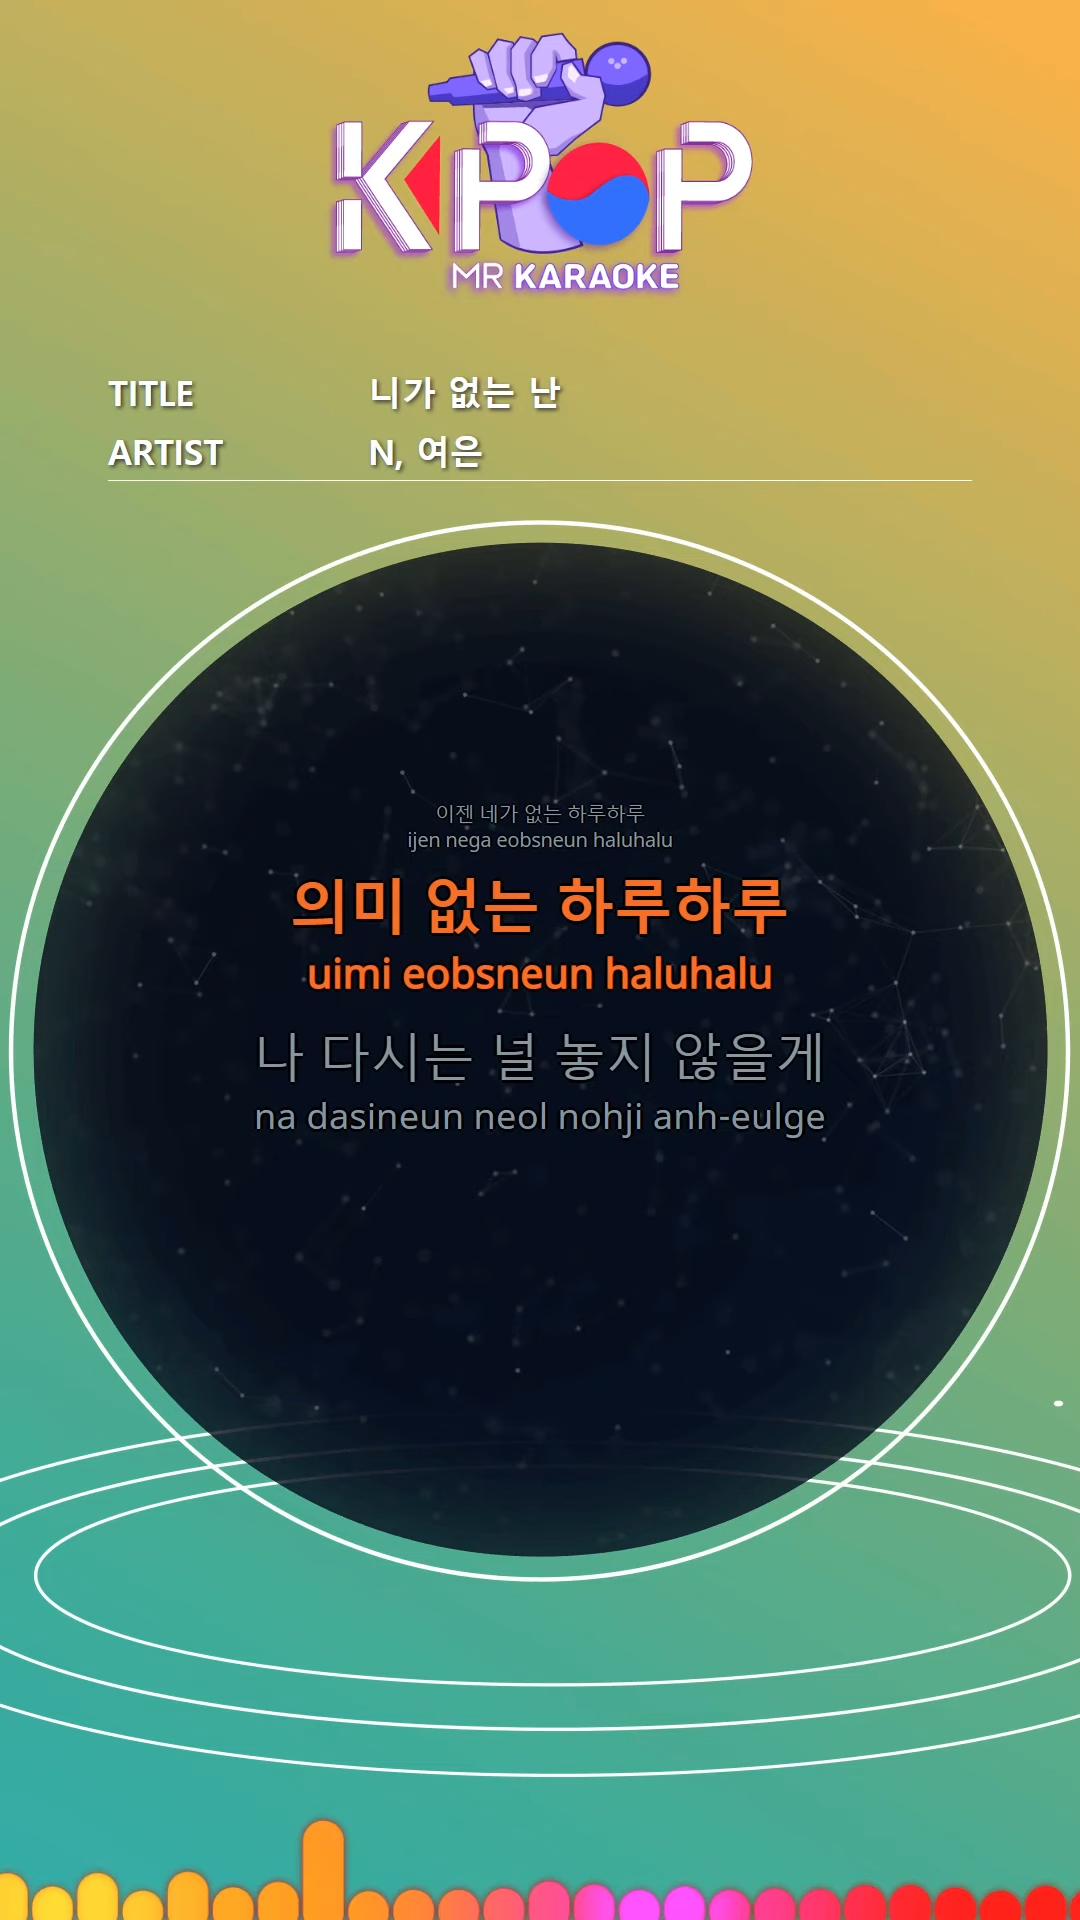 KPOP
MR KARAOKE
TITLE 니가 없는 난
ARTIST N, 여은
이젠 네가 없는 하루하루
ijen nega eobsneun haluhalu
의미 없는 하루하루
uimi eobsneun haluhalu
나 다시는 널 놓지 않을게
na dasineun neol nohji anh-eulge